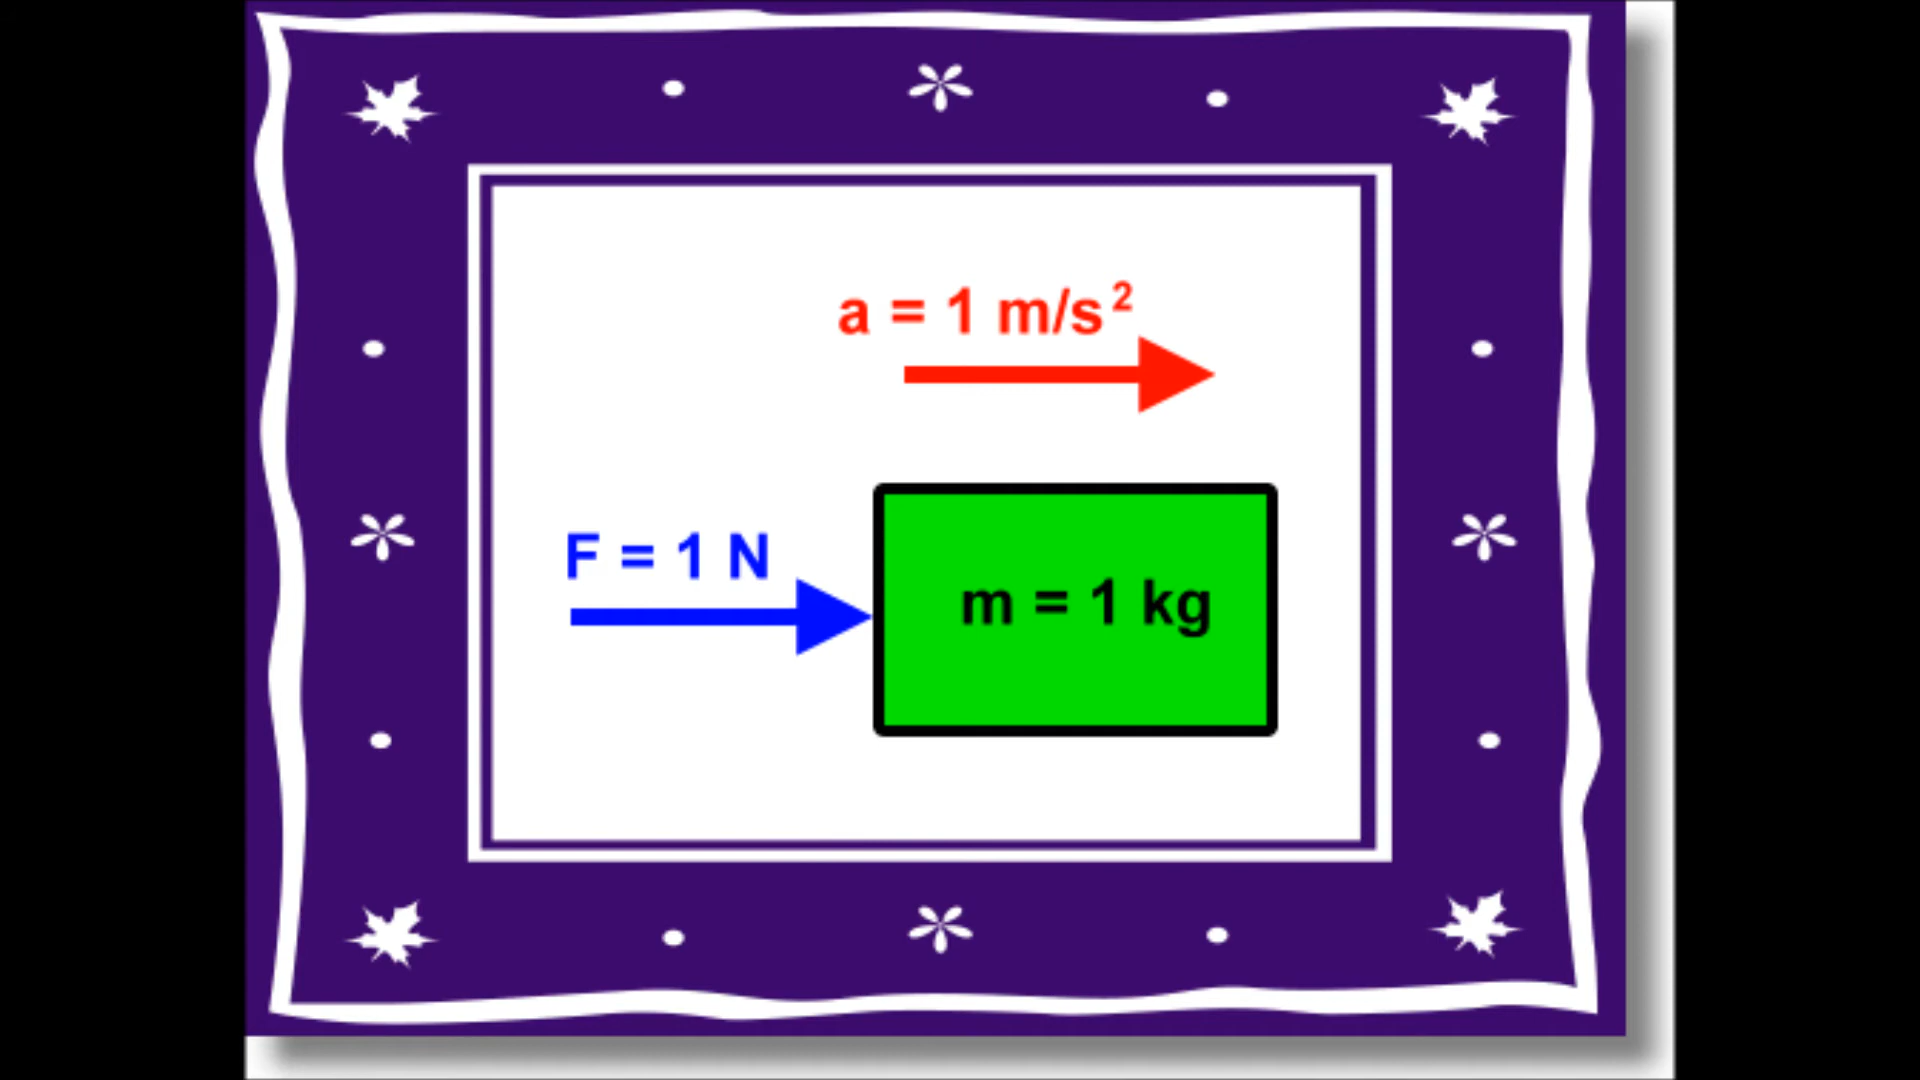 a = 1 m/s²
F = 1 N
m = 1 kg